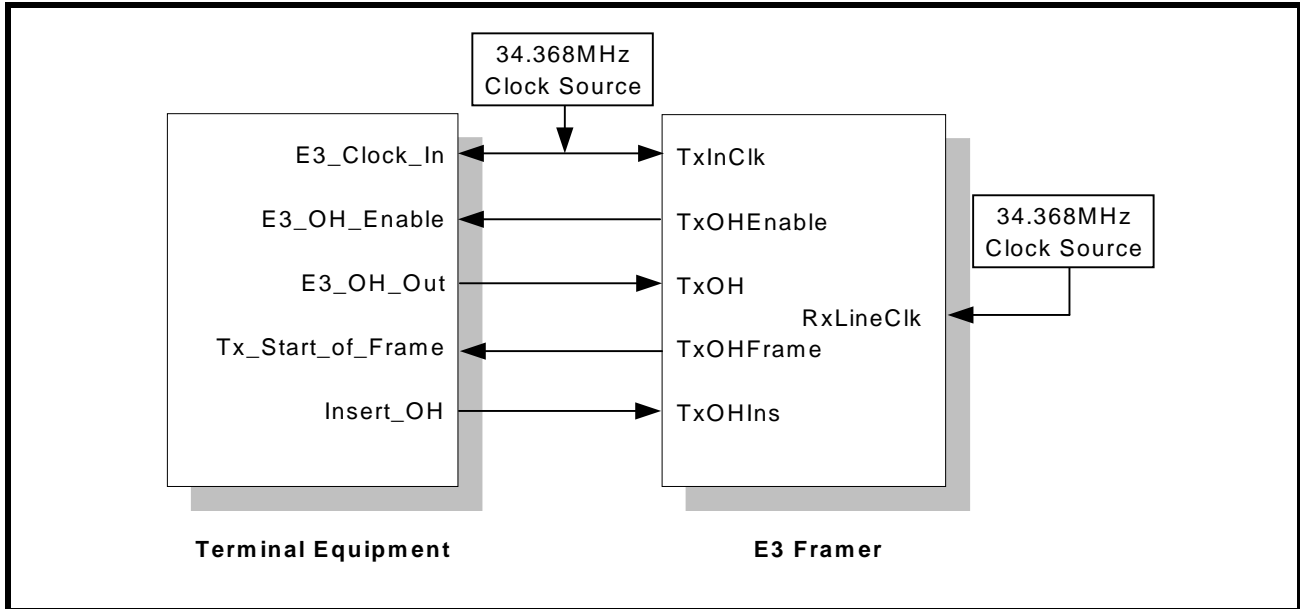 34.368MHz
Clock Source
E3_Clock_In
TxInClk
E3_OH_Enable
TxOHEnable
34.368MHz
Clock Source
E3_OH_Out
TxOH
RxLineClk
Tx_Start_of_Frame
TxOHFrame
Insert_OH
TxOHIns
Terminal Equipment
E3 Framer